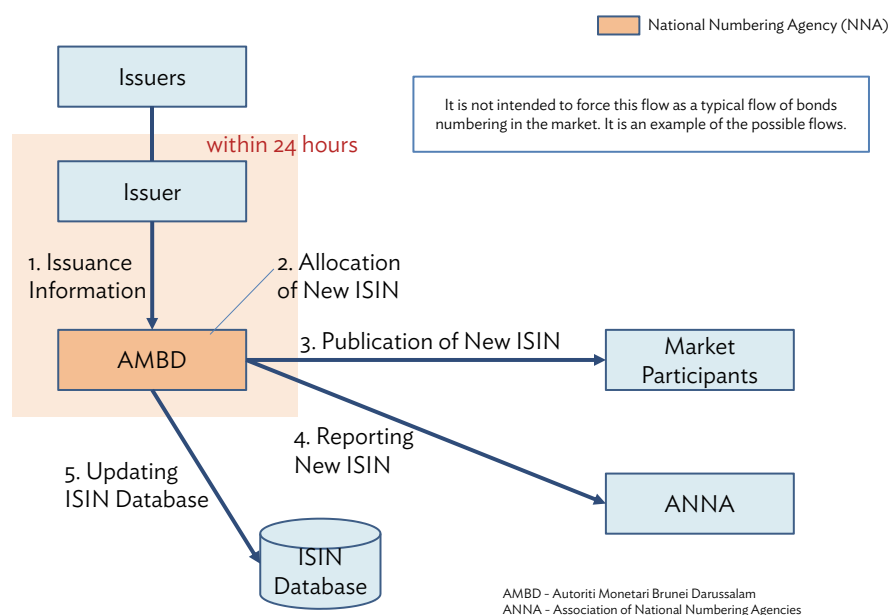 National Numbering Agency (NNA)
Issuers
It is not intended to force this flow as a typical flow of bonds
numbering in the market. It is an example of the possible flows.
within 24 hours
Issuer
1. Issuance
Information
2. Allocation
of New ISIN
3. Publication of New ISIN
AMBD
Market
Participants
4. Reporting
New ISIN
5. Updating
ISIN Database
ANNA
ISIN
Database
AMBD - Autoriti Monetari Brunei Darussalam
ANNA - Association of National Numbering Agencies